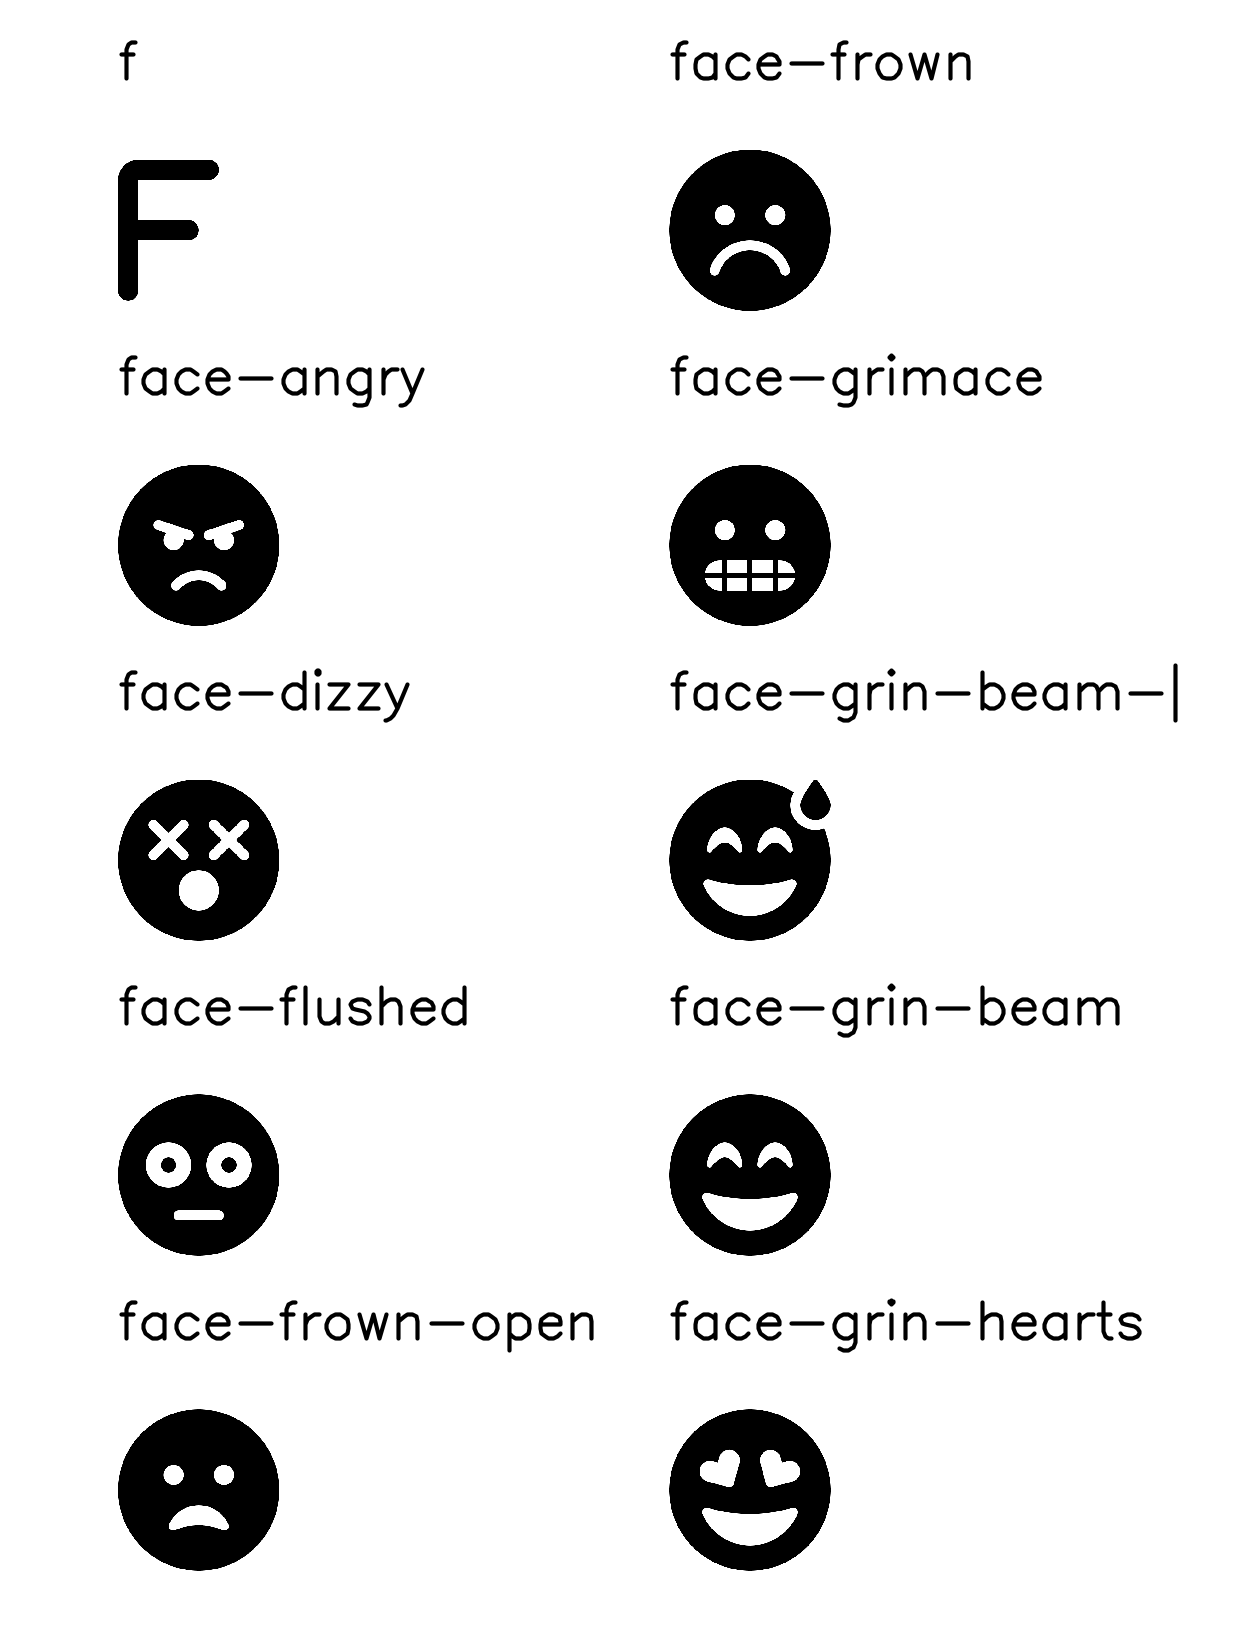 f
F
face-angry
face-dizzy
face-flushed
face-frown-open
face-frown
face-grimace
face-grin-beam-|
face-grin-beam
face-grin-hearts